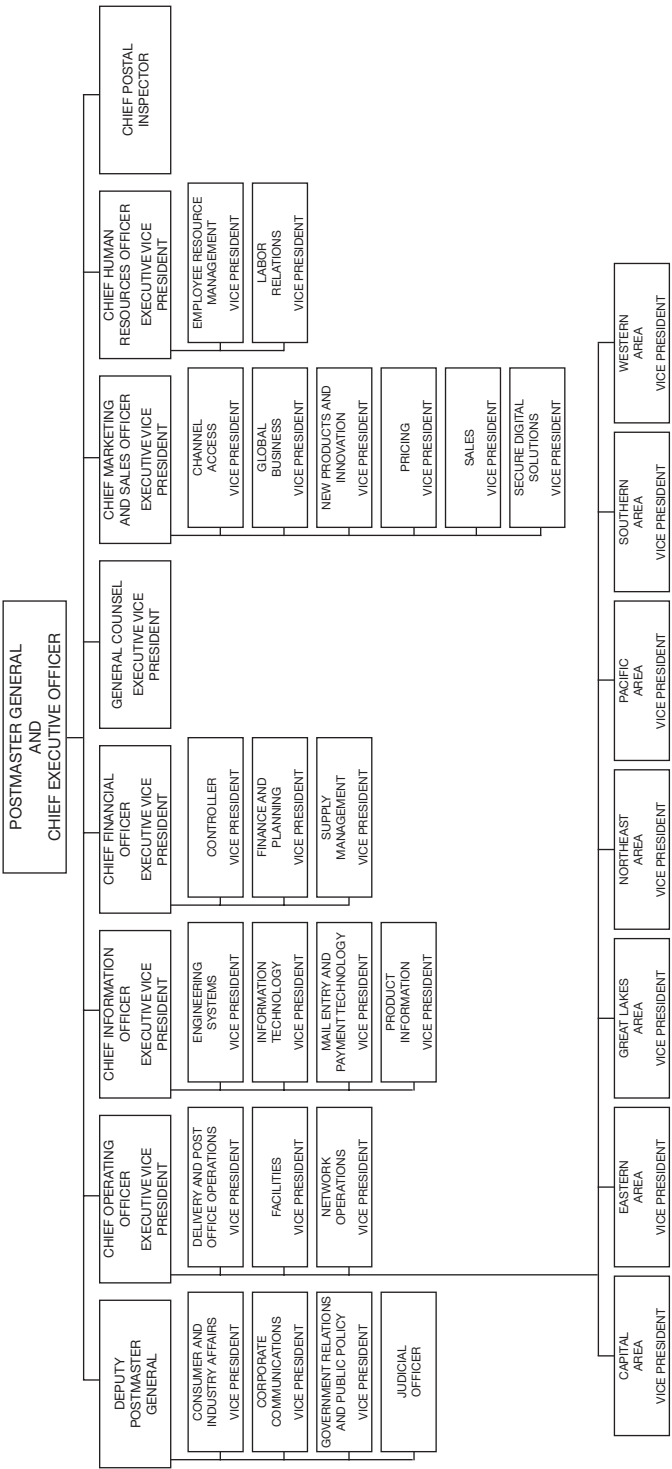 POSTMASTER GENERAL
AND
CHIEF EXECUTIVE OFFICER
DEPUTY
POSTMASTER
GENERAL
CONSUMER AND
INDUSTRY AFFAIRS
VICE PRESIDENT
CORPORATE
COMMUNICATIONS
VICE PRESIDENT
GOVERNMENT RELATIONS
AND PUBLIC POLICY
VICE PRESIDENT
JUDICIAL
OFFICER
CHIEF OPERATING
OFFICER
EXECUTIVE VICE
PRESIDENT
DELIVERY AND POST
OFFICE OPERATIONS
VICE PRESIDENT
FACILITIES
VICE PRESIDENT
NETWORK
OPERATIONS
VICE PRESIDENT
CHIEF INFORMATION
OFFICER
EXECUTIVE VICE
PRESIDENT
ENGINEERING
SYSTEMS
VICE PRESIDENT
INFORMATION
TECHNOLOGY
VICE PRESIDENT
MAIL ENTRY AND
PAYMENT TECHNOLOGY
VICE PRESIDENT
PRODUCT
INFORMATION
VICE PRESIDENT
CHIEF FINANCIAL
OFFICER
EXECUTIVE VICE
PRESIDENT
CONTROLLER
VICE PRESIDENT
FINANCE AND
PLANNING
VICE PRESIDENT
SUPPLY
MANAGEMENT
VICE PRESIDENT
GENERAL COUNSEL
EXECUTIVE VICE
PRESIDENT
CHIEF MARKETING
AND SALES OFFICER
EXECUTIVE VICE
PRESIDENT
CHANNEL
ACCESS
VICE PRESIDENT
GLOBAL
BUSINESS
VICE PRESIDENT
NEW PRODUCTS AND
INNOVATION
VICE PRESIDENT
PRICING
VICE PRESIDENT
SALES
VICE PRESIDENT
SECURE DIGITAL
SOLUTIONS
VICE PRESIDENT
CHIEF HUMAN
RESOURCES OFFICER
EXECUTIVE VICE
PRESIDENT
EMPLOYEE RESOURCE
MANAGEMENT
VICE PRESIDENT
LABOR
RELATIONS
VICE PRESIDENT
CHIEF POSTAL
INSPECTOR
CAPITAL
AREA
VICE PRESIDENT
EASTERN
AREA
VICE PRESIDENT
GREAT LAKES
AREA
VICE PRESIDENT
NORTHEAST
AREA
VICE PRESIDENT
PACIFIC
AREA
VICE PRESIDENT
SOUTHERN
AREA
VICE PRESIDENT
WESTERN
AREA
VICE PRESIDENT